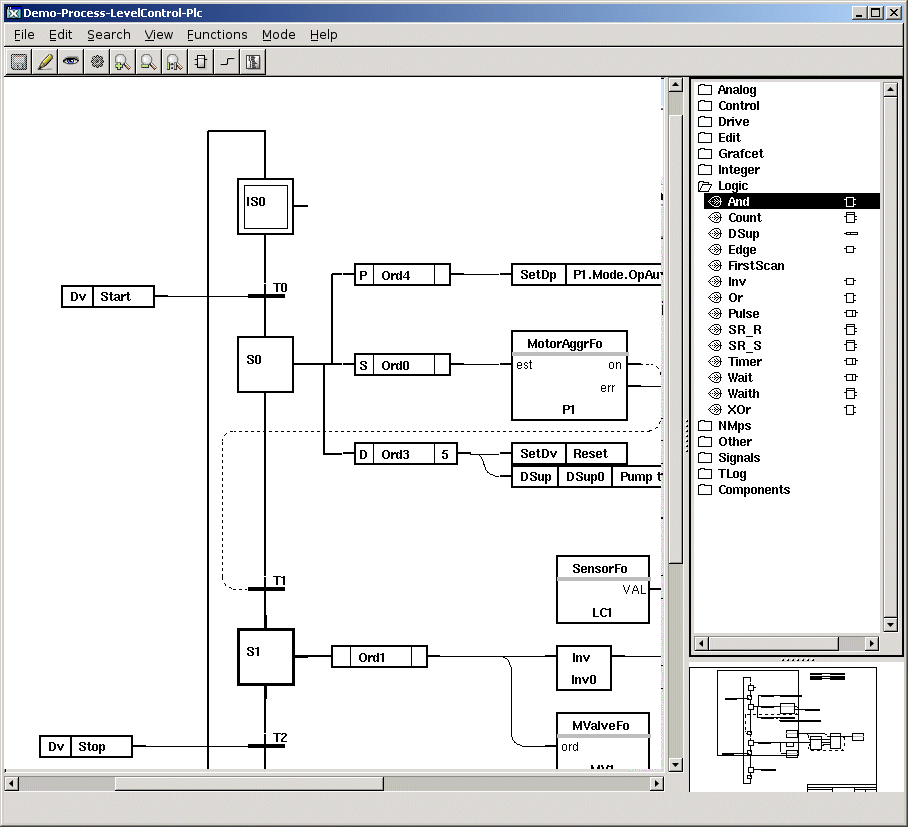 Demo-Process-LevelControl-Plc
File Edit Search View Functions Mode Help
IS0
T0
Dv Start
P Ord4
SetDp P1.Mode.OpAu
S0
S Ord0
MotorAggrFo
est on
err
P1
D Ord3 5
SetDv Reset
DSup DSup0 Pump
T1
SensorFo
VAL
LC1
S1
Ord1
Inv
Inv0
MValveFo
ord
MV1
T2
Dv Stop
Analog
Control
Drive
Edit
Grafcet
Integer
Logic
And
Count
DSup
Edge
FirstScan
Inv
Or
Pulse
SR_R
SR_S
Timer
Wait
Waith
XOr
NMps
Other
Signals
TLog
Components